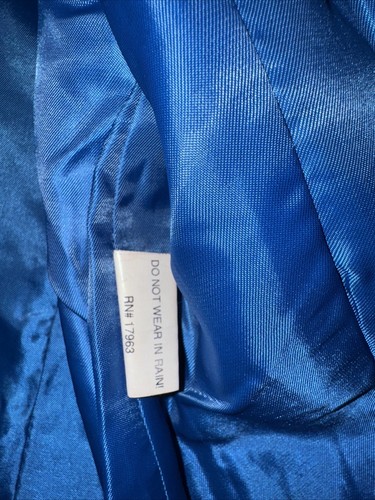 DO NOT WEAR IN RAIN!
RN# 17963